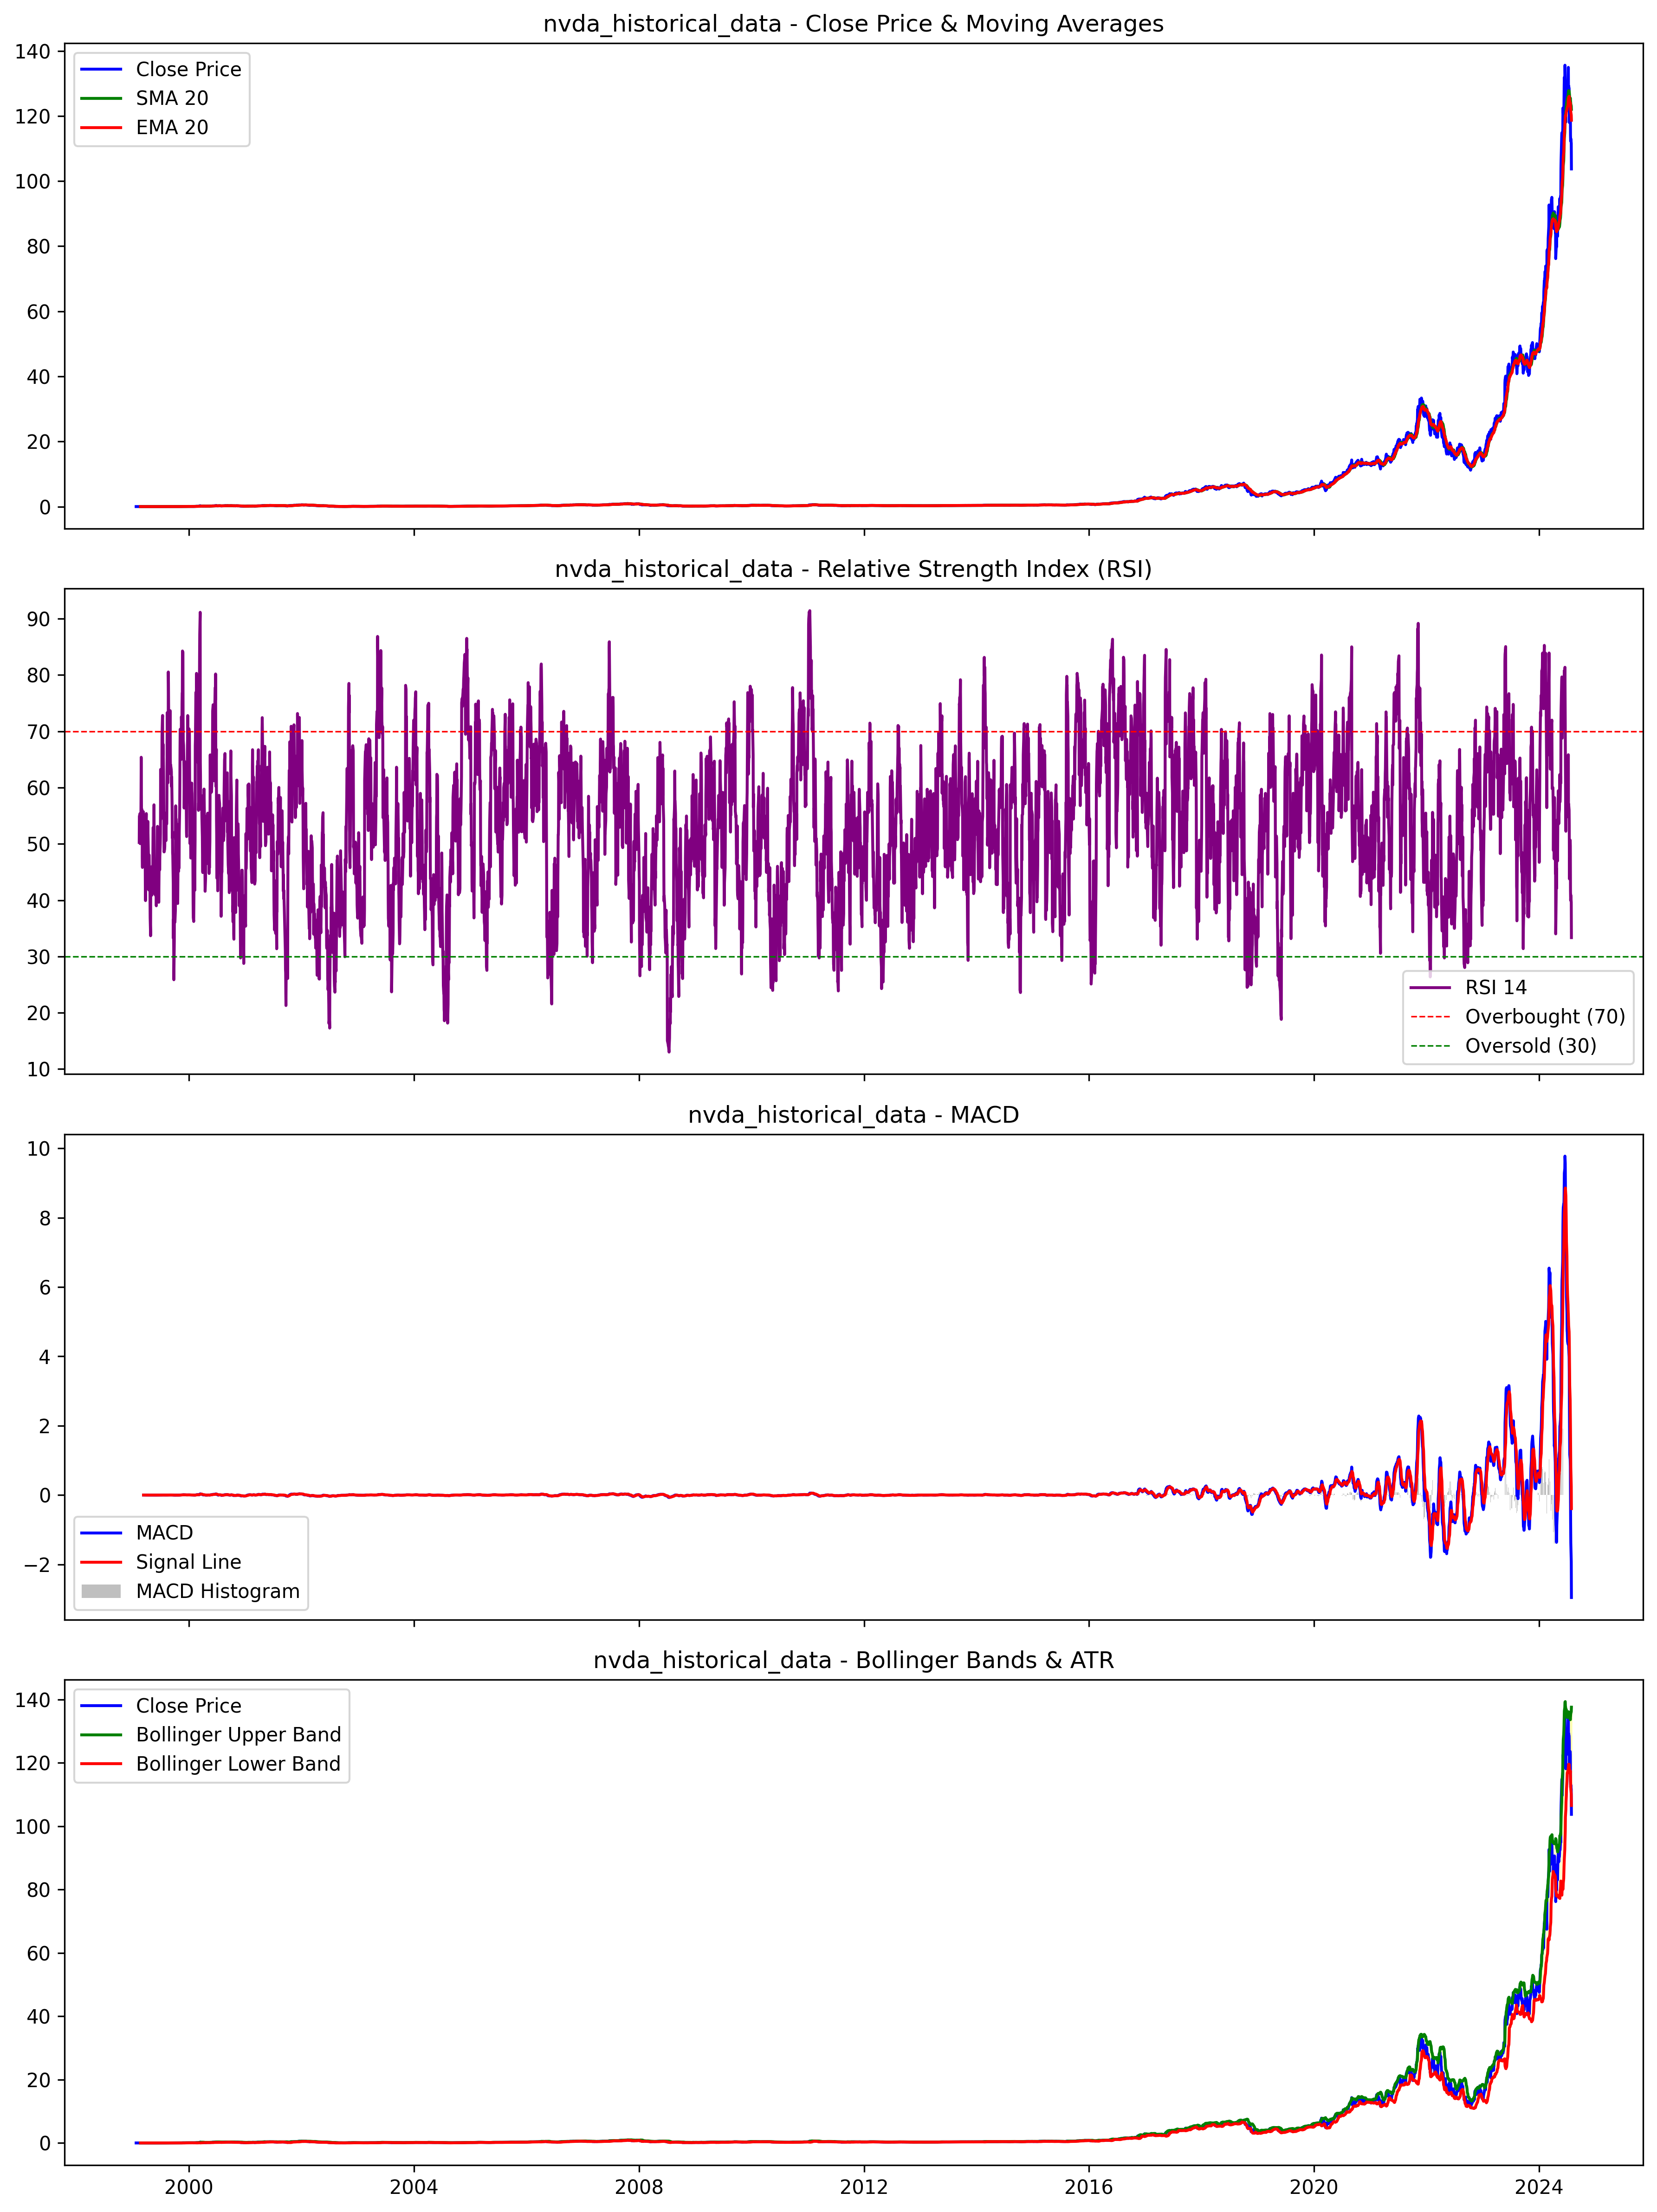 nvda_historical_data - Close Price & Moving Averages
140
120
100
80
60
40
20
0
Close Price
SMA 20
EMA 20
nvda_historical_data - Relative Strength Index (RSI)
90
80
70
60
50
40
30
20
10
RSI 14
Overbought (70)
Oversold (30)
nvda_historical_data - MACD
10
8
6
4
2
0
−2
MACD
Signal Line
MACD Histogram
nvda_historical_data - Bollinger Bands & ATR
140
120
100
80
60
40
20
0
Close Price
Bollinger Upper Band
Bollinger Lower Band
2000 2004 2008 2012 2016 2020 2024